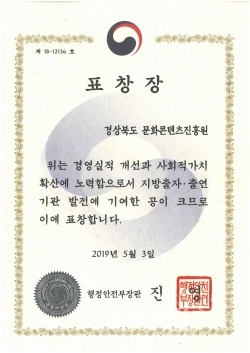 제 18-12136 호
표 창 장
경상북도 문화콘텐츠진흥원
위는 경영실적 개선과 사회적가치
확산에 노력함으로서 지방출자·출연
기관 발전에 기여한 공이 크므로
이에 표창합니다.
2019년 5월 3일
행정안전부장관 진 영